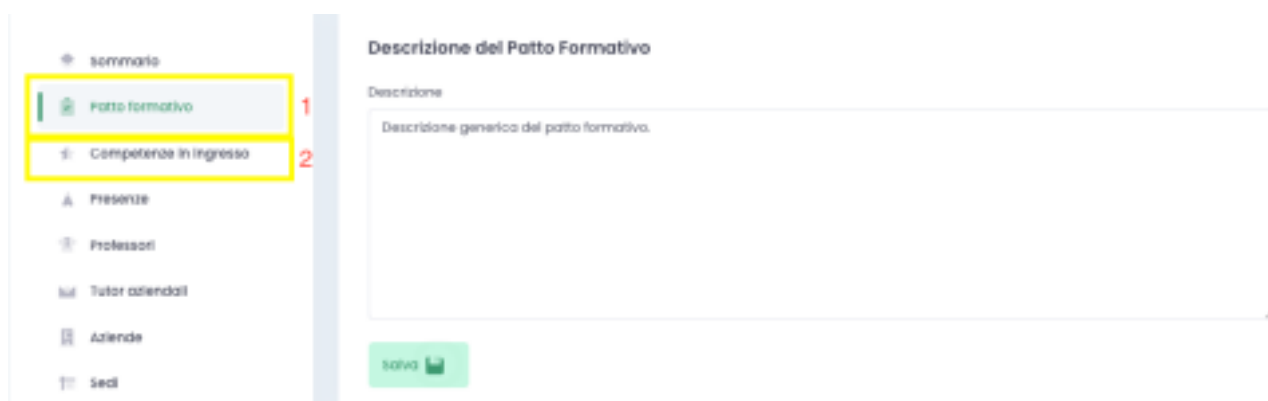 Sommario
Patto formativo
1
Competenze in Ingresso
2
Presenze
Professori
Tutor aziendali
Aziende
Sedi
Descrizione del Patto Formativo
Descrizione
Descrizione generica del patto formativo.
Salva